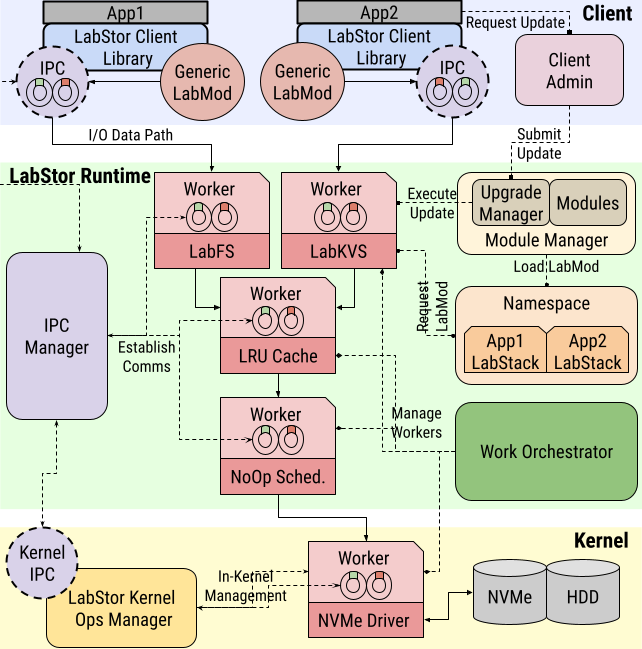 App1
App2
Client
Request Update
LabStor Client
Library
LabStor Client
Library
IPC
Generic
LabMod
Generic
LabMod
IPC
Client
Admin
I/O Data Path
Submit
Update
LabStor Runtime
Worker
LabFS
Worker
LabKVS
Execute
Update
Upgrade
Manager
Modules
Module Manager
Load LabMod
Request
LabMod
Namespace
App1
LabStack
App2
LabStack
IPC
Manager
Establish
Comms
Worker
LRU Cache
Worker
NoOp Sched.
Manage
Workers
Work Orchestrator
Kernel
Kernel
IPC
LabStor Kernel
Ops Manager
In-Kernel
Management
Worker
NVMe Driver
NVMe
HDD